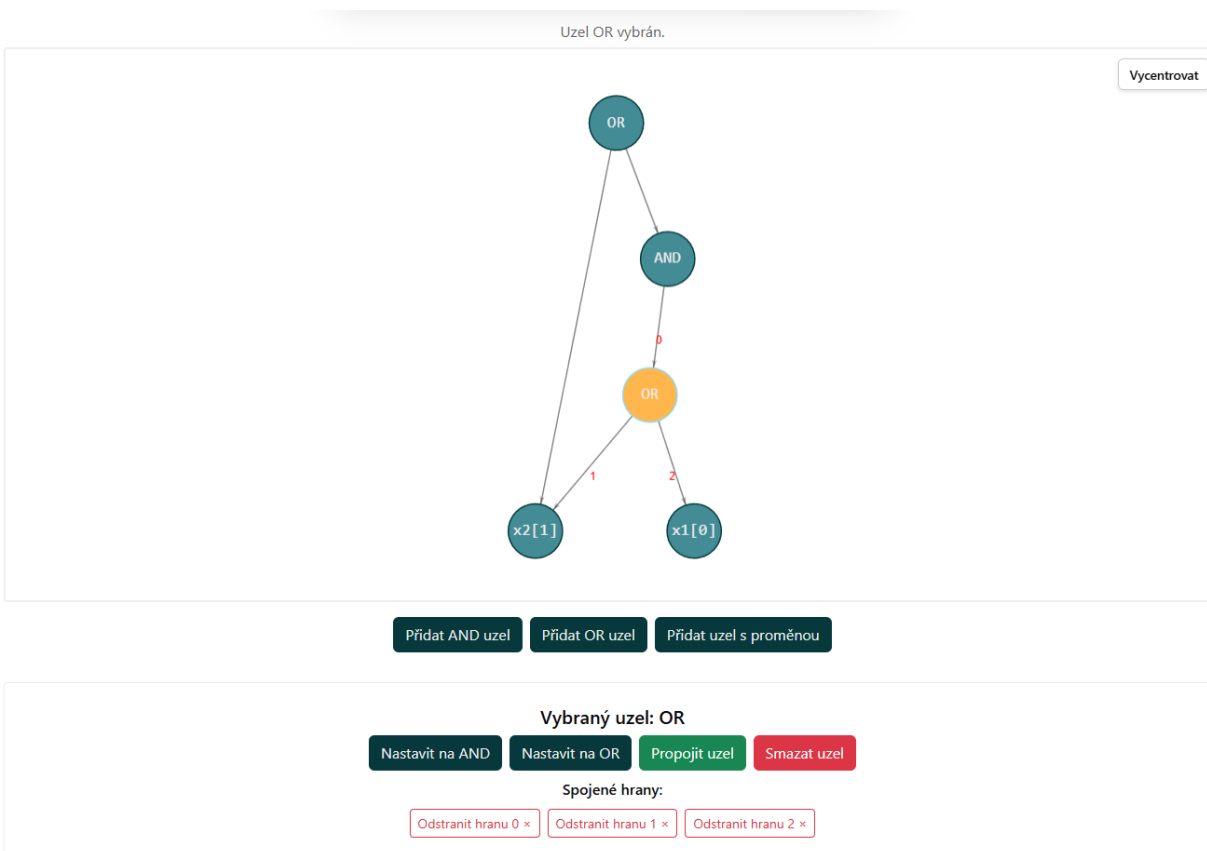 Uzel OR vybrán.
Vycentrovat
OR
AND
0
OR
1
2
x2[1]
x1[0]
Přidat AND uzel
Přidat OR uzel
Přidat uzel s proměnou
Vybraný uzel: OR
Nastavit na AND
Nastavit na OR
Propojit uzel
Smazat uzel
Spojené hrany:
Odstranit hranu 0 ×
Odstranit hranu 1 ×
Odstranit hranu 2 ×